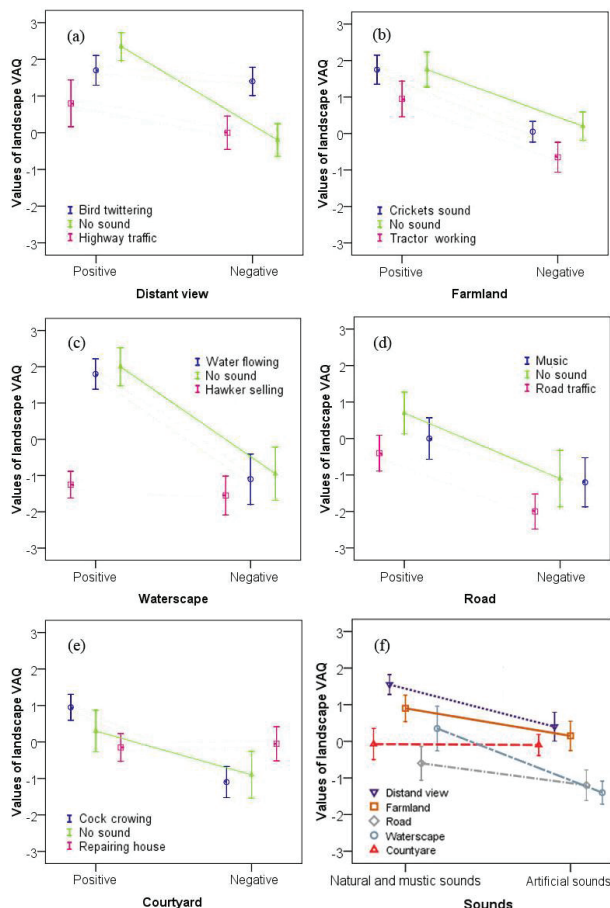 (a)
Values of landscape VAQ
3
2
1
0
-1
-2
-3
Bird twittering
No sound
Highway traffic
Positive
Negative
Distant view
(b)
Values of landscape VAQ
3
2
1
0
-1
-2
-3
Crickets sound
No sound
Tractor working
Positive
Negative
Farmland
(c)
Values of landscape VAQ
3
2
1
0
-1
-2
-3
Water flowing
No sound
Hawker selling
Positive
Negative
Waterscape
(d)
Values of landscape VAQ
3
2
1
0
-1
-2
-3
Music
No sound
Road traffic
Positive
Negative
Road
(e)
Values of landscape VAQ
3
2
1
0
-1
-2
-3
Cock crowing
No sound
Repairing house
Positive
Negative
Courtyard
(f)
Values of landscape VAQ
3
2
1
0
-1
-2
-3
Distand view
Farmland
Road
Waterscape
Countyare
Natural and mustic sounds
Artificial sounds
Sounds